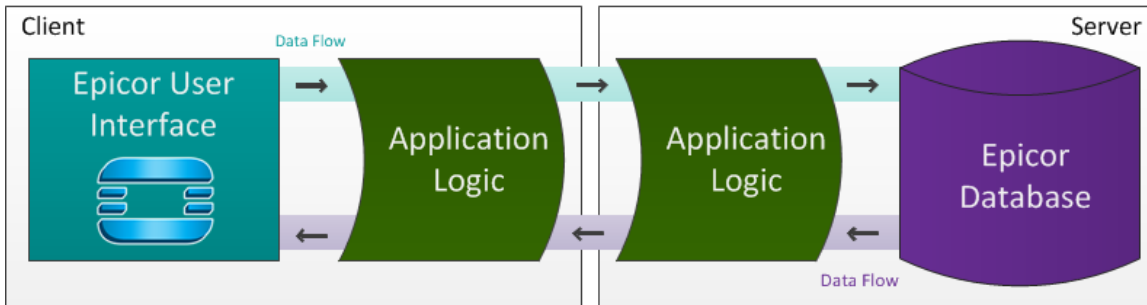 Client
Server
Data Flow
Epicor User
Interface
Application
Logic
Application
Logic
Epicor
Database
Data Flow